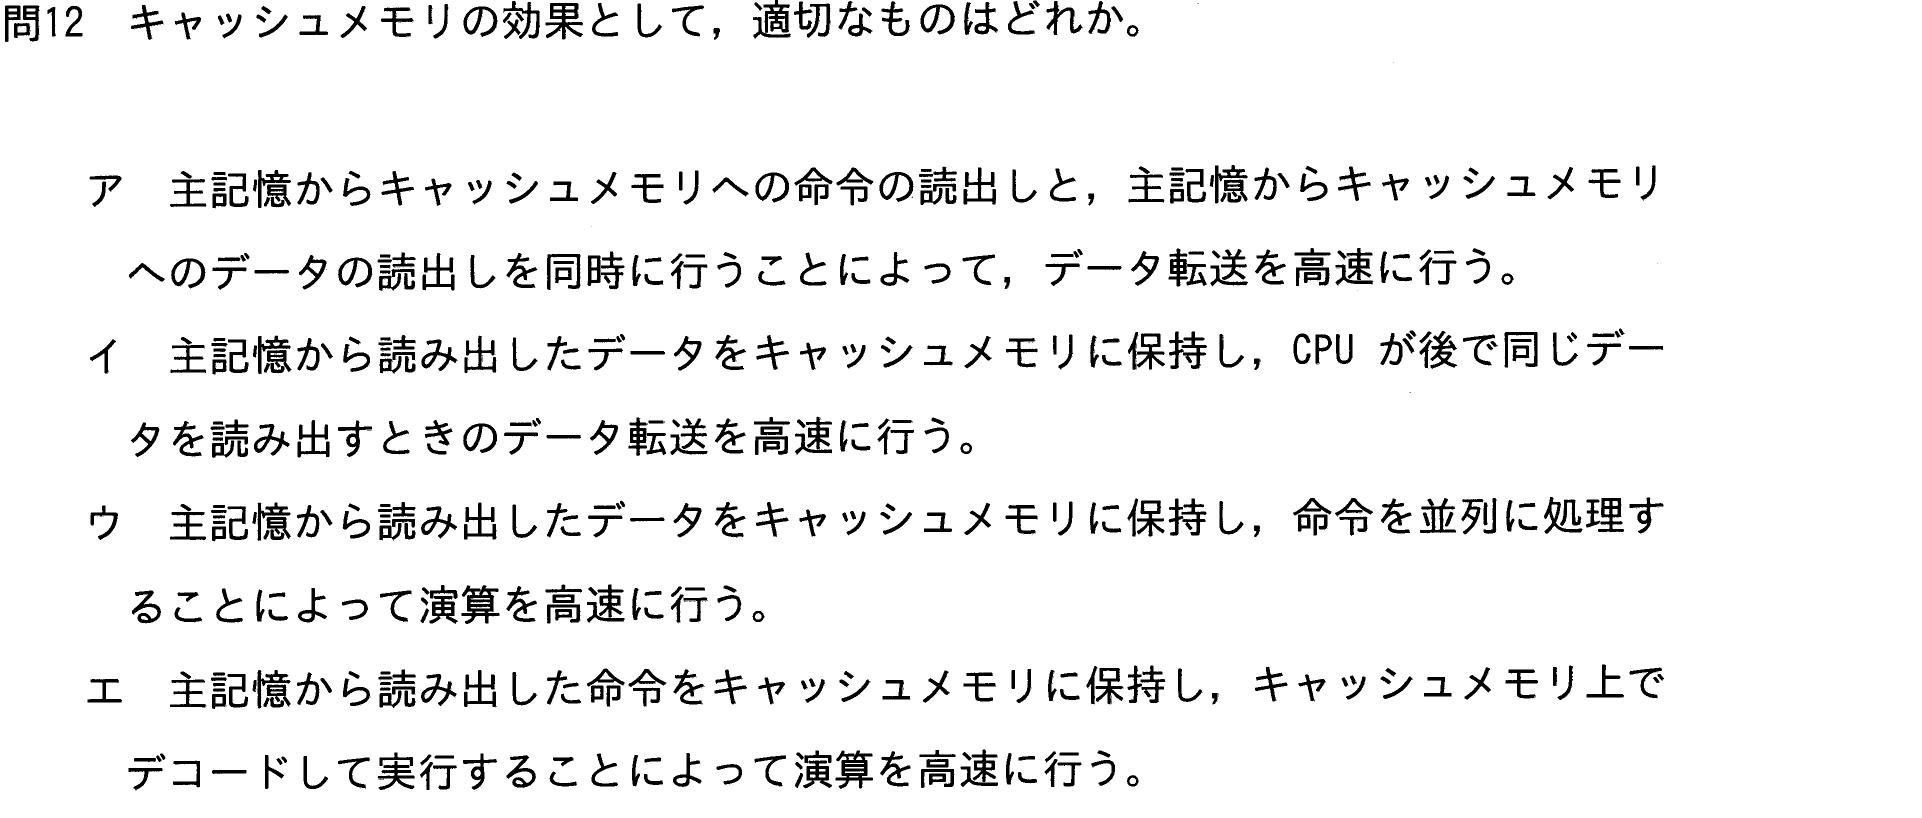 問12　キャッシュメモリの効果として，適切なものはどれか。
ア　主記憶からキャッシュメモリへの命令の読出しと，主記憶からキャッシュメモリ
へのデータの読出しを同時に行うことによって，データ転送を高速に行う。
イ　主記憶から読み出したデータをキャッシュメモリに保持し，CPU が後で同じデー
タを読み出すときのデータ転送を高速に行う。
ウ　主記憶から読み出したデータをキャッシュメモリに保持し，命令を並列に処理す
ることによって演算を高速に行う。
エ　主記憶から読み出した命令をキャッシュメモリに保持し，キャッシュメモリ上で
デコードして実行することによって演算を高速に行う。